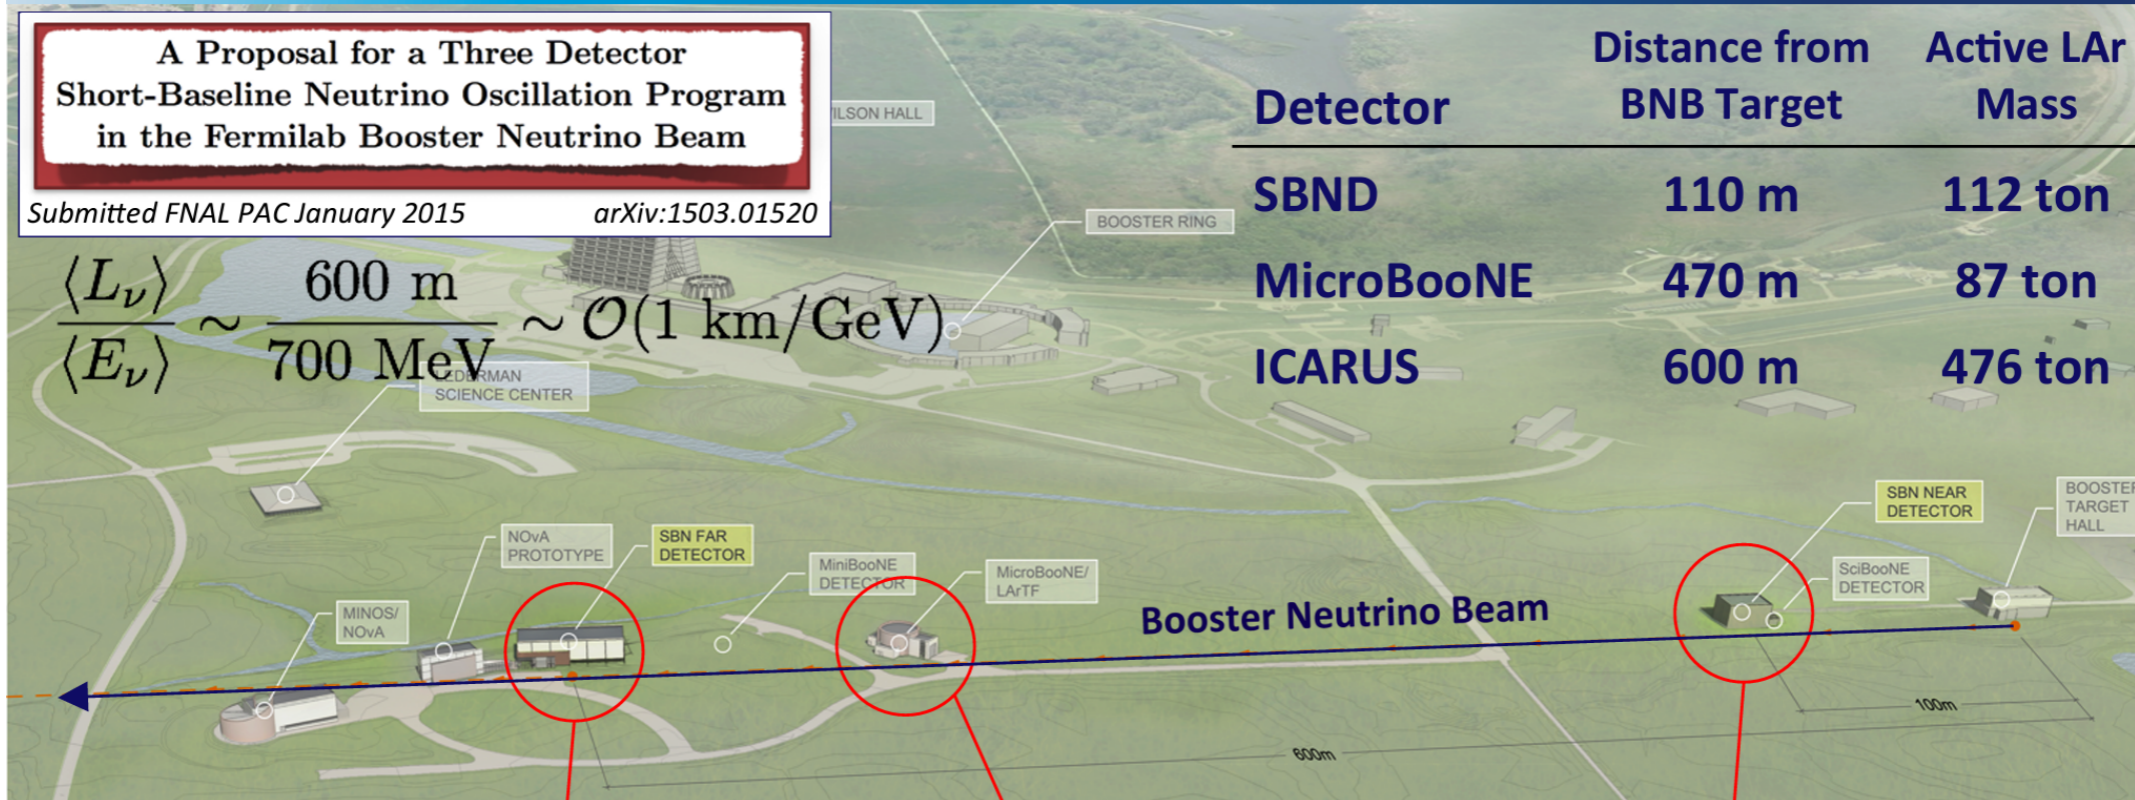 A Proposal for a Three Detector
Short-Baseline Neutrino Oscillation Program
in the Fermilab Booster Neutrino Beam
Submitted FNAL PAC January 2015 arXiv:1503.01520
⟨Lν⟩ / ⟨Eν⟩ ∼ 600 m / 700 MeV ∼ 𝒪(1 km/GeV)
Detector Distance from BNB Target Active LAr Mass
SBND 110 m 112 ton
MicroBooNE 470 m 87 ton
ICARUS 600 m 476 ton
HALL
BOOSTER RING
LEDERMAN
SCIENCE CENTER
NOvA
PROTOTYPE
SBN FAR
DETECTOR
MiniBooNE
DETECTOR
MicroBooNE/
LArTF
MINOS/
NOvA
Booster Neutrino Beam
SBN NEAR
DETECTOR
SciBooNE
DETECTOR
BOOSTER
TARGET
HALL
100m
600m